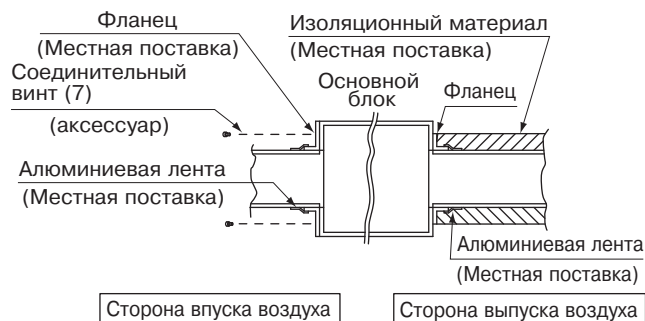 Фланец
(Местная поставка)
Соединительный
винт (7)
(аксессуар)
Алюминиевая лента
(Местная поставка)
Основной
блок
Изоляционный материал
(Местная поставка)
Фланец
Алюминиевая лента
(Местная поставка)
Сторона впуска воздуха
Сторона выпуска воздуха